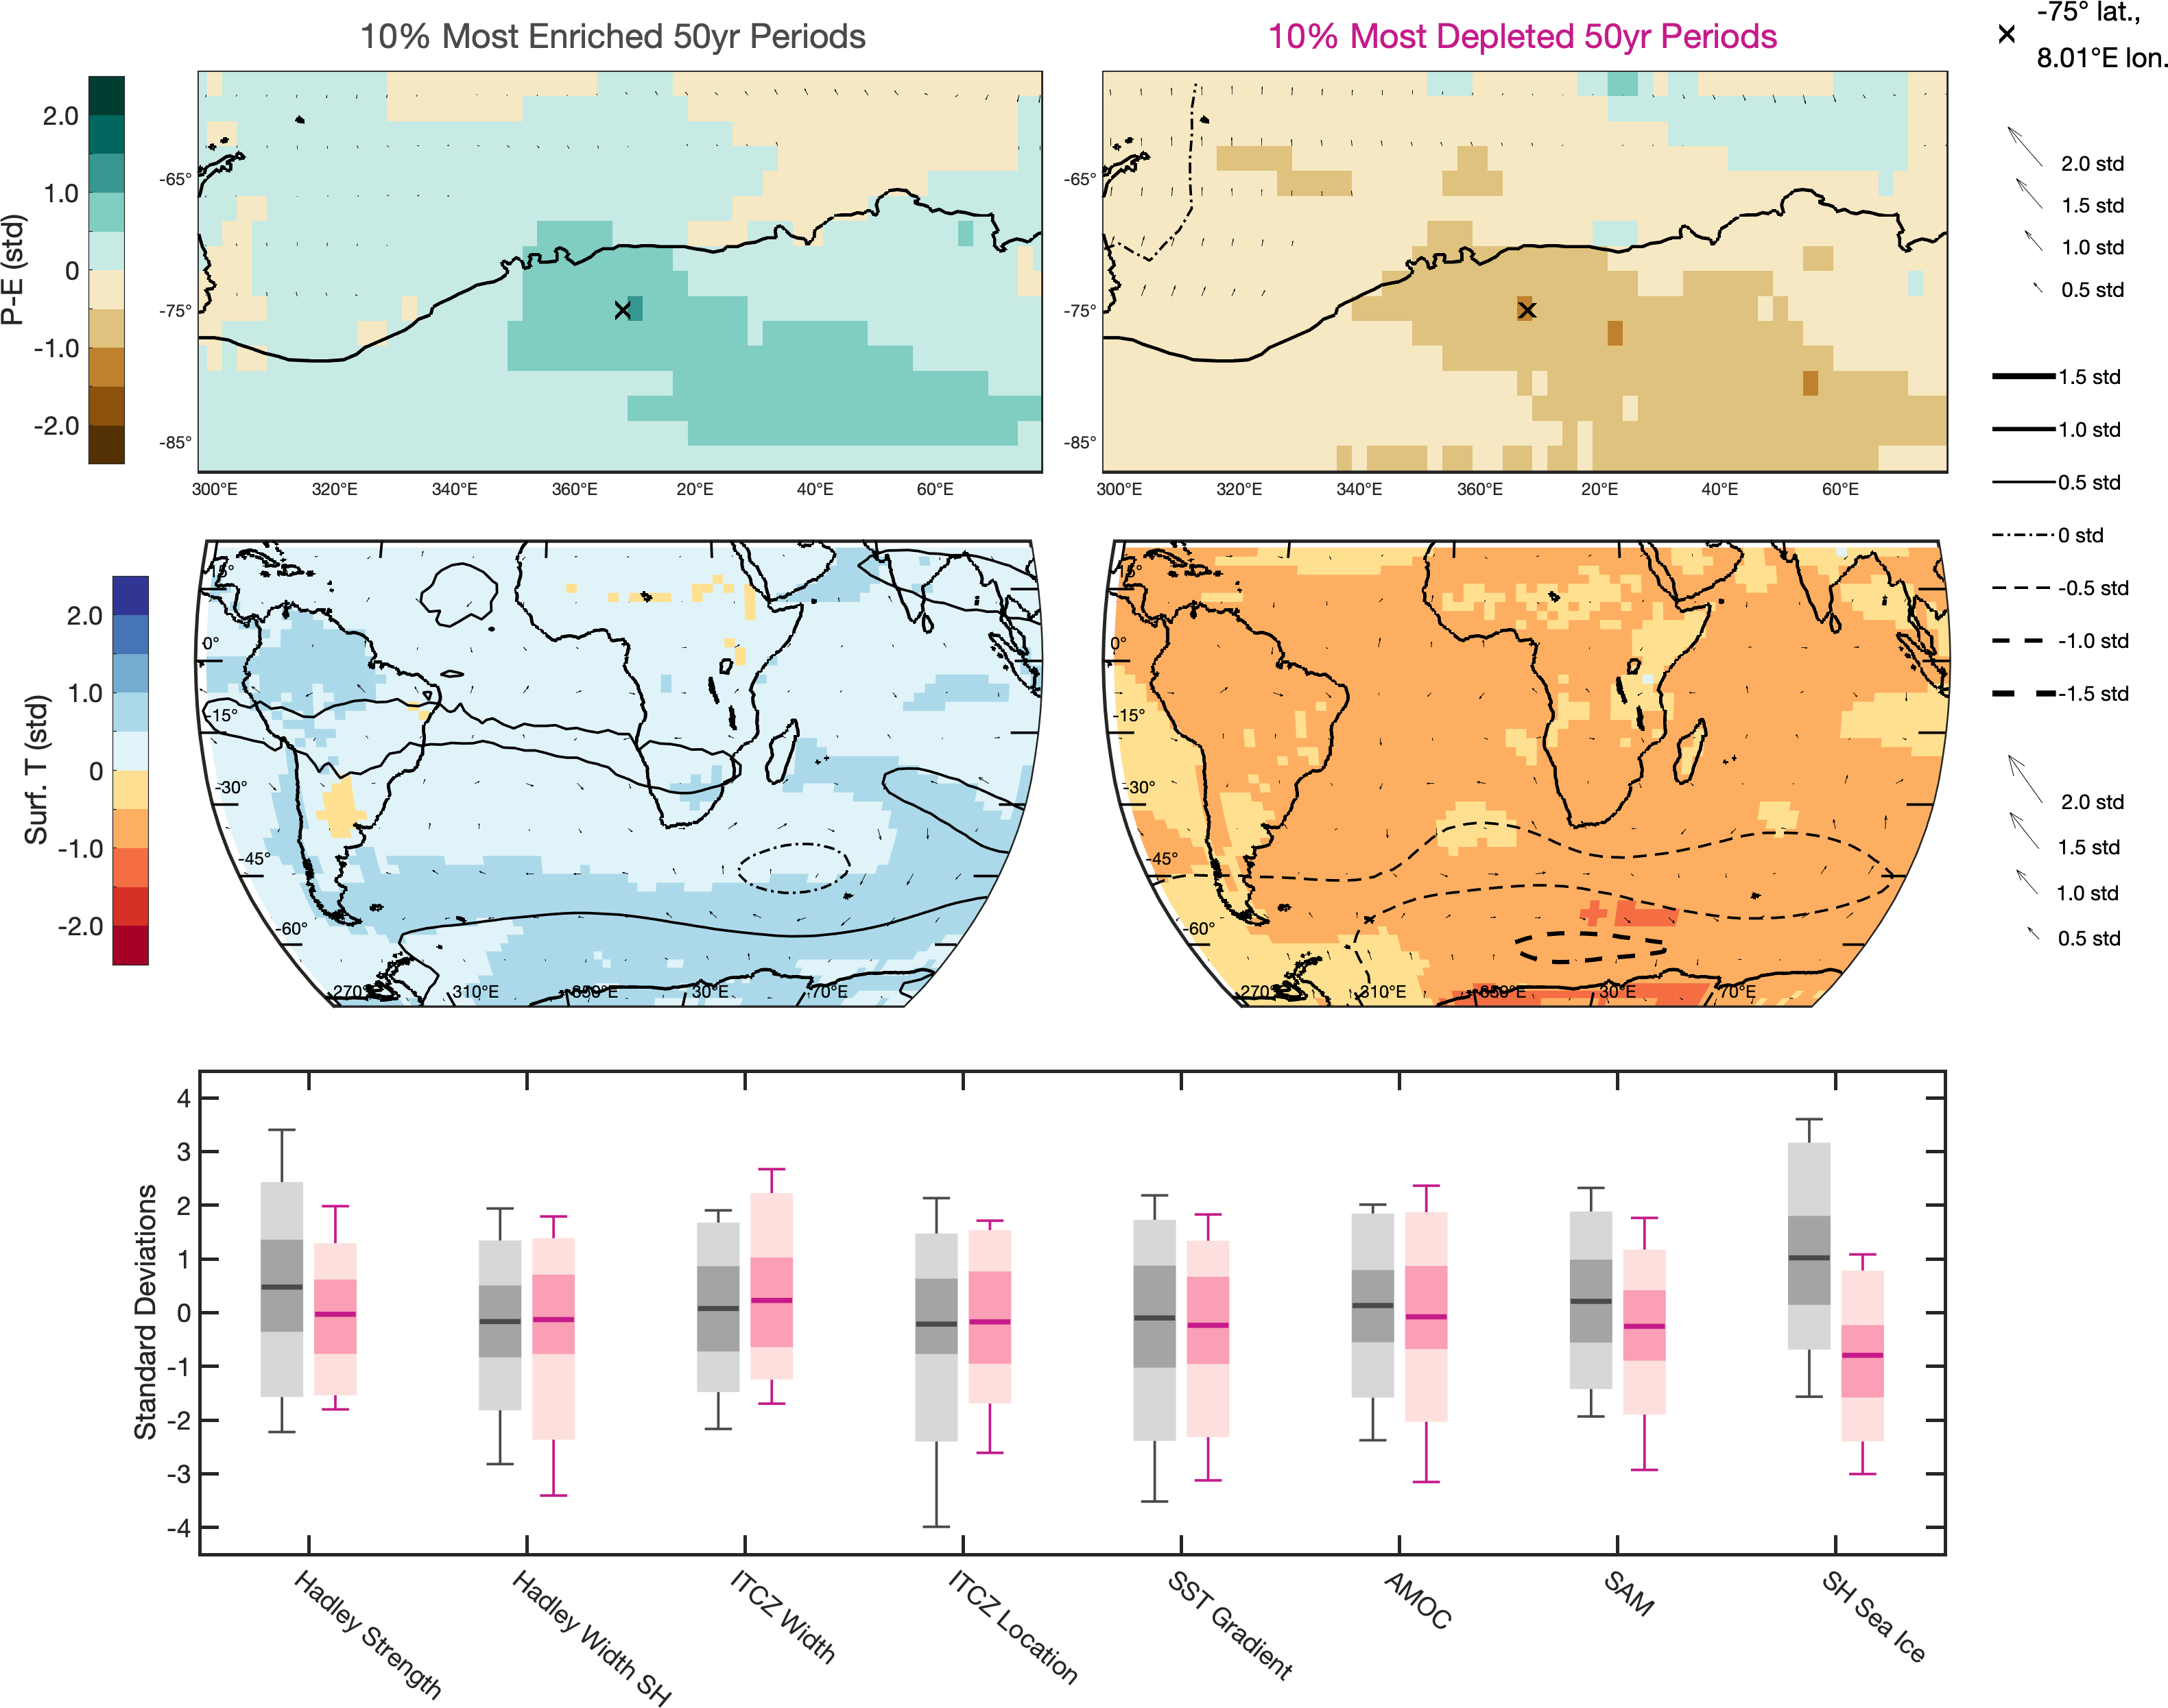 10% Most Enriched 50yr Periods
10% Most Depleted 50yr Periods
-75° lat.,
8.01°E lon.
P-E (std)
2.0
1.0
0
-1.0
-2.0
-65°
-75°
-85°
300°E 320°E 340°E 360°E 20°E 40°E 60°E
-65°
-75°
-85°
300°E 320°E 340°E 360°E 20°E 40°E 60°E
2.0 std
1.5 std
1.0 std
0.5 std
1.5 std
1.0 std
0.5 std
0 std
-0.5 std
-1.0 std
-1.5 std
Surf. T (std)
2.0
1.0
0
-1.0
-2.0
15°
0°
-15°
-30°
-45°
-60°
270° 310°E 350°E 30°E 70°E
15°
0°
-15°
-30°
-45°
-60°
270° 310°E 350°E 30°E 70°E
2.0 std
1.5 std
1.0 std
0.5 std
Standard Deviations
4
3
2
1
0
-1
-2
-3
-4
Hadley Strength
Hadley Width SH
ITCZ Width
ITCZ Location
SST Gradient
AMOC
SAM
SH Sea Ice